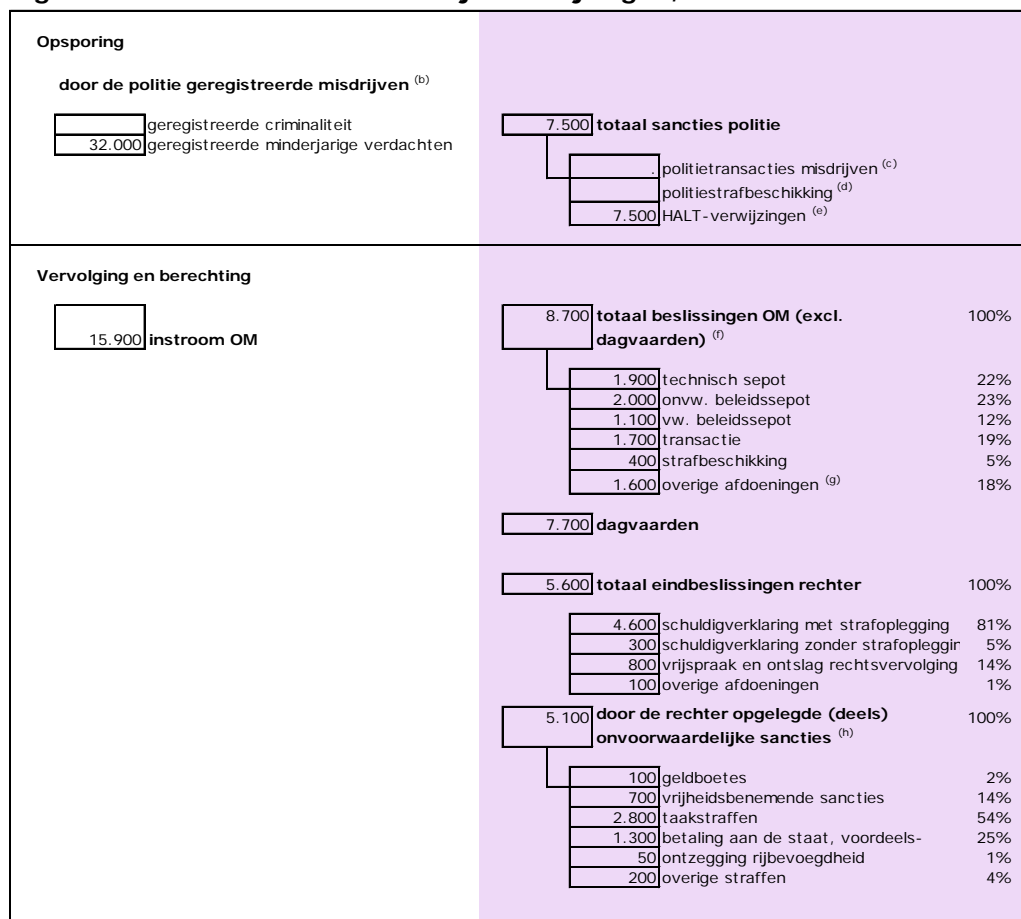 Opsporing
door de politie geregistreerde misdrijven (b)
geregistreerde criminaliteit
32.000 geregistreerde minderjarige verdachten
7.500 totaal sancties politie
. politietransacties misdrijven (c)
politiestrafbeschikking (d)
7.500 HALT-verwijzingen (e)
Vervolging en berechting
15.900 instroom OM
8.700 totaal beslissingen OM (excl. 100%
dagvaarden) (f)
1.900 technisch sepot 22%
2.000 onvw. beleidssepot 23%
1.100 vw. beleidssepot 12%
1.700 transactie 19%
400 strafbeschikking 5%
1.600 overige afdoeningen (g) 18%
7.700 dagvaarden
5.600 totaal eindbeslissingen rechter 100%
4.600 schuldigverklaring met strafoplegging 81%
300 schuldigverklaring zonder strafopleggin 5%
800 vrijspraak en ontslag rechtsvervolging 14%
100 overige afdoeningen 1%
5.100 door de rechter opgelegde (deels) 100%
onvoorwaardelijke sancties (h)
100 geldboetes 2%
700 vrijheidsbenemende sancties 14%
2.800 taakstraffen 54%
1.300 betaling aan de staat, voordeels- 25%
50 ontzegging rijbevoegdheid 1%
200 overige straffen 4%